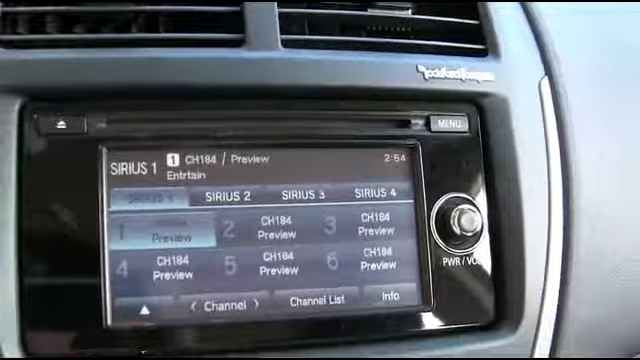 Rockford Fosgate
MENU
SIRIUS 1
1 CH184 / Preview
2:54
Entrtain
SIRIUS 1 SIRIUS 2 SIRIUS 3 SIRIUS 4
1 Preview
2 CH184 Preview
3 CH184 Preview
4 CH184 Preview
5 CH184 Preview
6 CH184 Preview
Channel
Channel List
Info
PWR / VOL